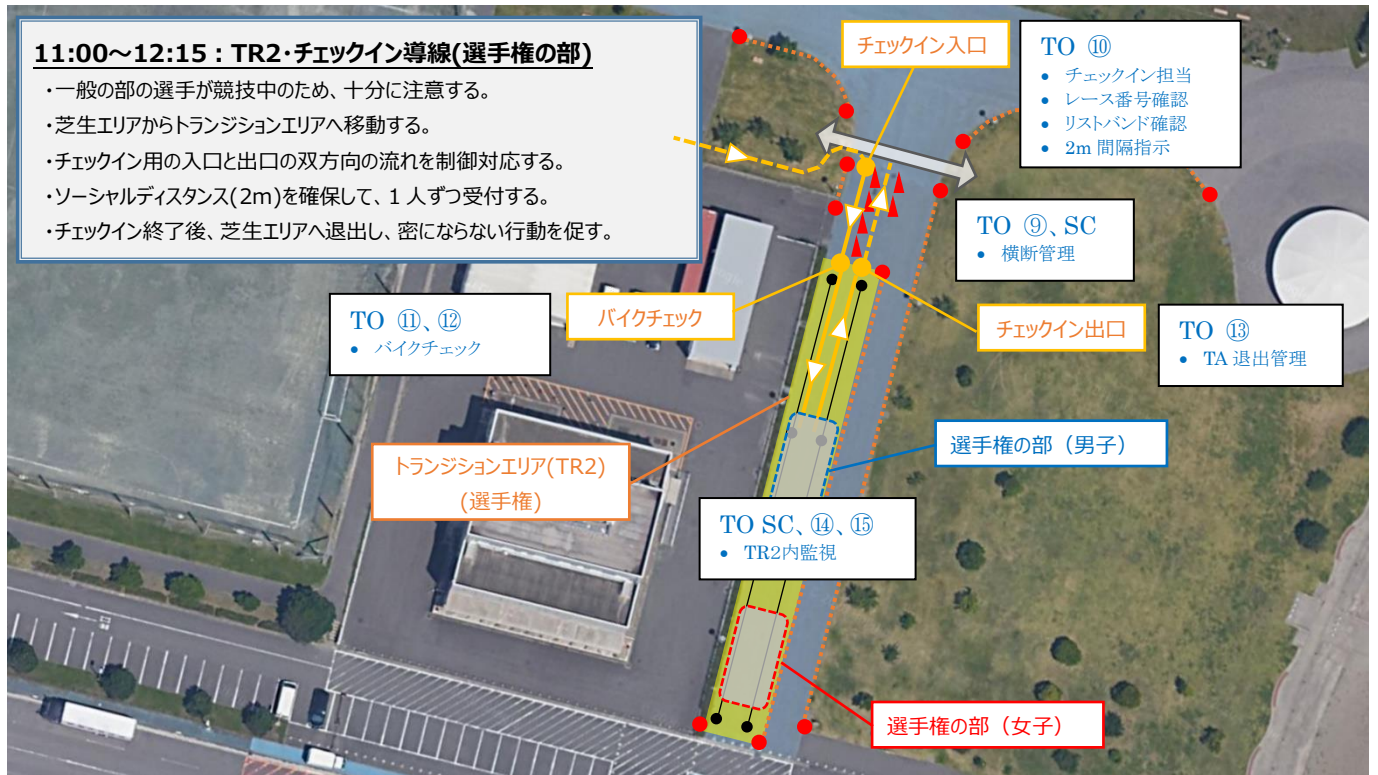 11:00～12:15：TR2・チェックイン導線(選手権の部)
・一般の部の選手が競技中のため、十分に注意する。
・芝生エリアからトランジションエリアへ移動する。
・チェックイン用の入口と出口の双方向の流れを制御対応する。
・ソーシャルディスタンス(2m)を確保して、1人ずつ受付する。
・チェックイン終了後、芝生エリアへ退出し、密にならない行動を促す。
チェックイン入口
TO ⑩
• チェックイン担当
• レース番号確認
• リストバンド確認
• 2m 間隔指示
TO ⑨、SC
• 横断管理
TO ⑪、⑫
• バイクチェック
バイクチェック
チェックイン出口
TO ⑬
• TA 退出管理
トランジションエリア(TR2)
(選手権)
選手権の部（男子）
TO SC、⑭、⑮
• TR2内監視
選手権の部（女子）